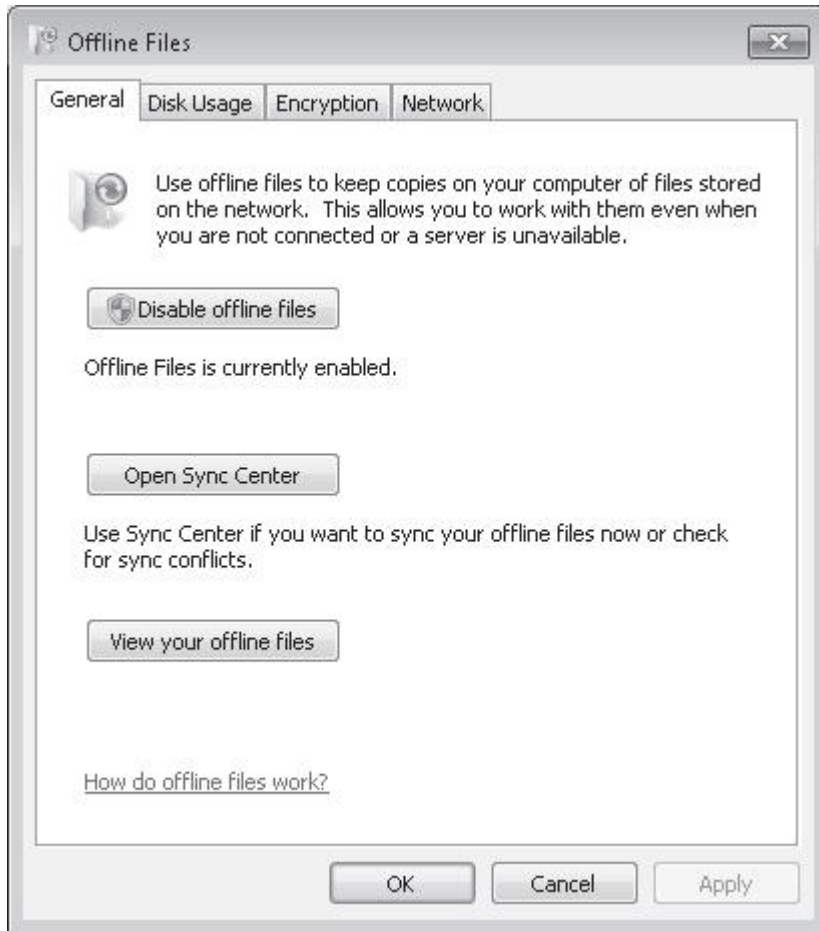 Offline Files
General
Disk Usage
Encryption
Network
Use offline files to keep copies on your computer of files stored
on the network.  This allows you to work with them even when
you are not connected or a server is unavailable.
Disable offline files
Offline Files is currently enabled.
Open Sync Center
Use Sync Center if you want to sync your offline files now or check
for sync conflicts.
View your offline files
How do offline files work?
OK
Cancel
Apply